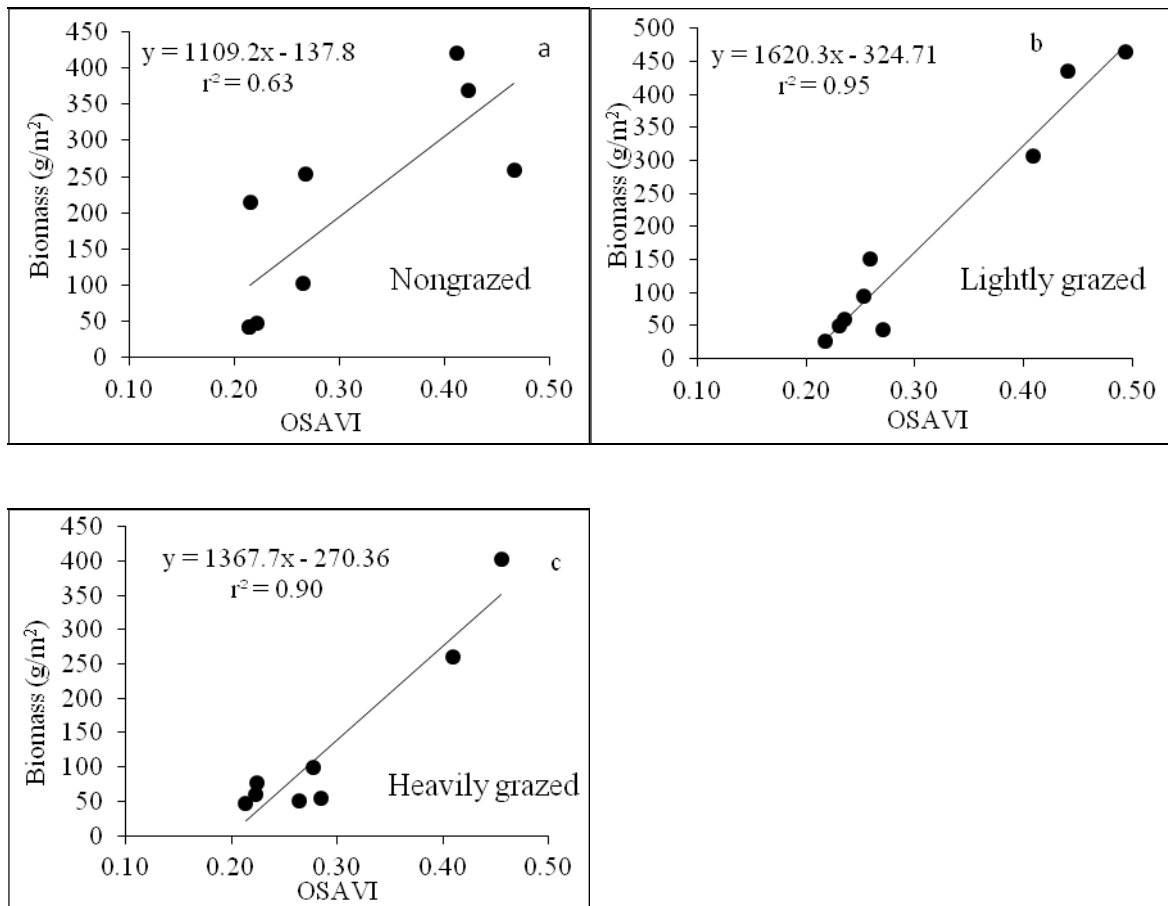 y = 1109.2x - 137.8
r² = 0.63
a
Biomass (g/m²)
450
400
350
300
250
200
150
100
50
0
Nongrazed
0.10 0.20 0.30 0.40 0.50
OSAVI
y = 1620.3x - 324.71
r² = 0.95
b
Biomass (g/m²)
500
450
400
350
300
250
200
150
100
50
0
Lightly grazed
0.10 0.20 0.30 0.40 0.50
OSAVI
y = 1367.7x - 270.36
r² = 0.90
c
Biomass (g/m²)
450
400
350
300
250
200
150
100
50
0
Heavily grazed
0.10 0.20 0.30 0.40 0.50
OSAVI